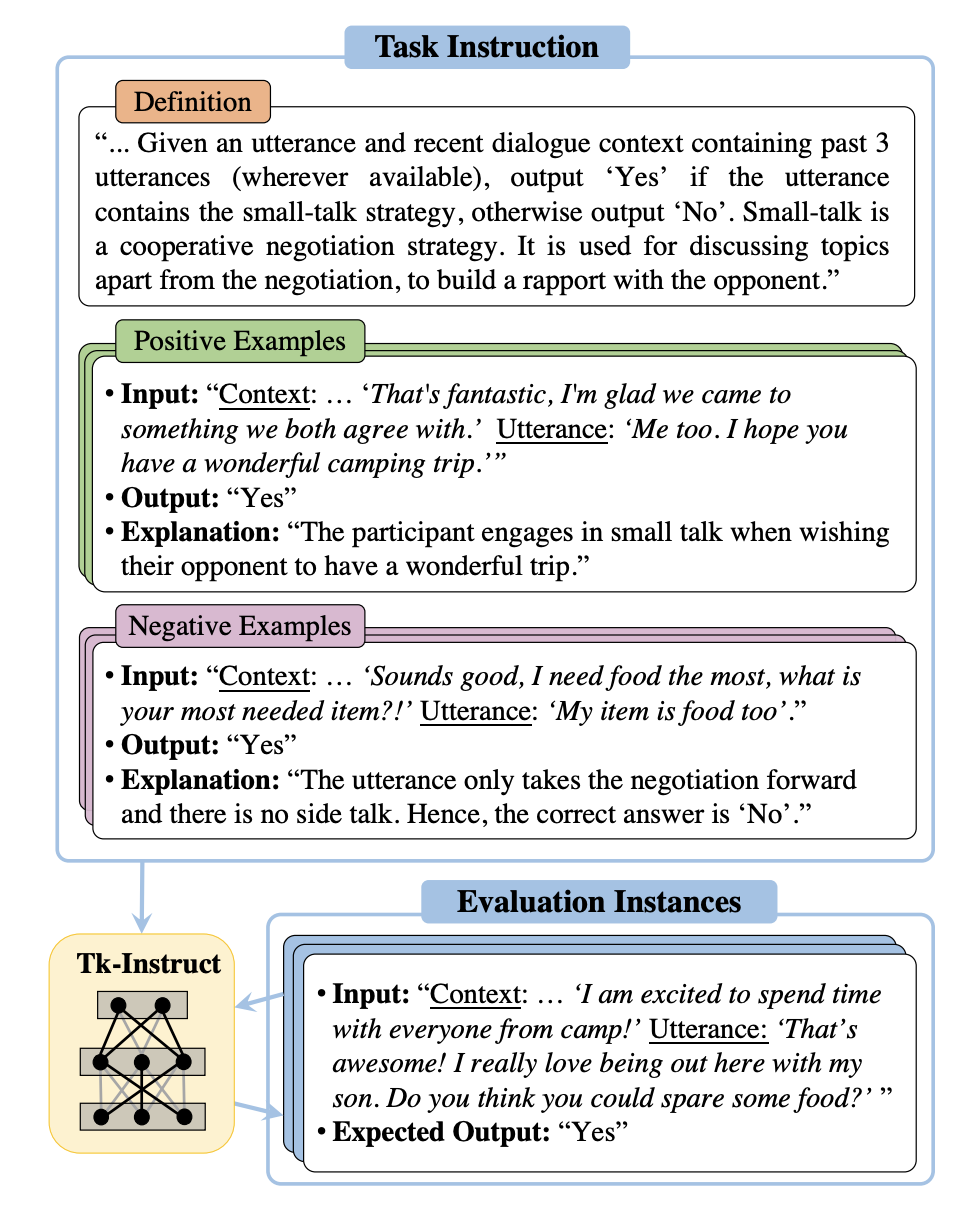 Task Instruction
Definition
“... Given an utterance and recent dialogue context containing past 3
utterances (wherever available), output ‘Yes’ if the utterance
contains the small-talk strategy, otherwise output ‘No’. Small-talk is
a cooperative negotiation strategy. It is used for discussing topics
apart from the negotiation, to build a rapport with the opponent.”
Positive Examples
• Input: “Context: … ‘That's fantastic, I'm glad we came to
something we both agree with.’ Utterance: ‘Me too. I hope you
have a wonderful camping trip.’”
• Output: “Yes”
• Explanation: “The participant engages in small talk when wishing
their opponent to have a wonderful trip.”
Negative Examples
• Input: “Context: … ‘Sounds good, I need food the most, what is
your most needed item?!’ Utterance: ‘My item is food too’.”
• Output: “Yes”
• Explanation: “The utterance only takes the negotiation forward
and there is no side talk. Hence, the correct answer is ‘No’.”
Tk-Instruct
Evaluation Instances
• Input: “Context: … ‘I am excited to spend time
with everyone from camp!’ Utterance: ‘That’s
awesome! I really love being out here with my
son. Do you think you could spare some food?’ ”
• Expected Output: “Yes”